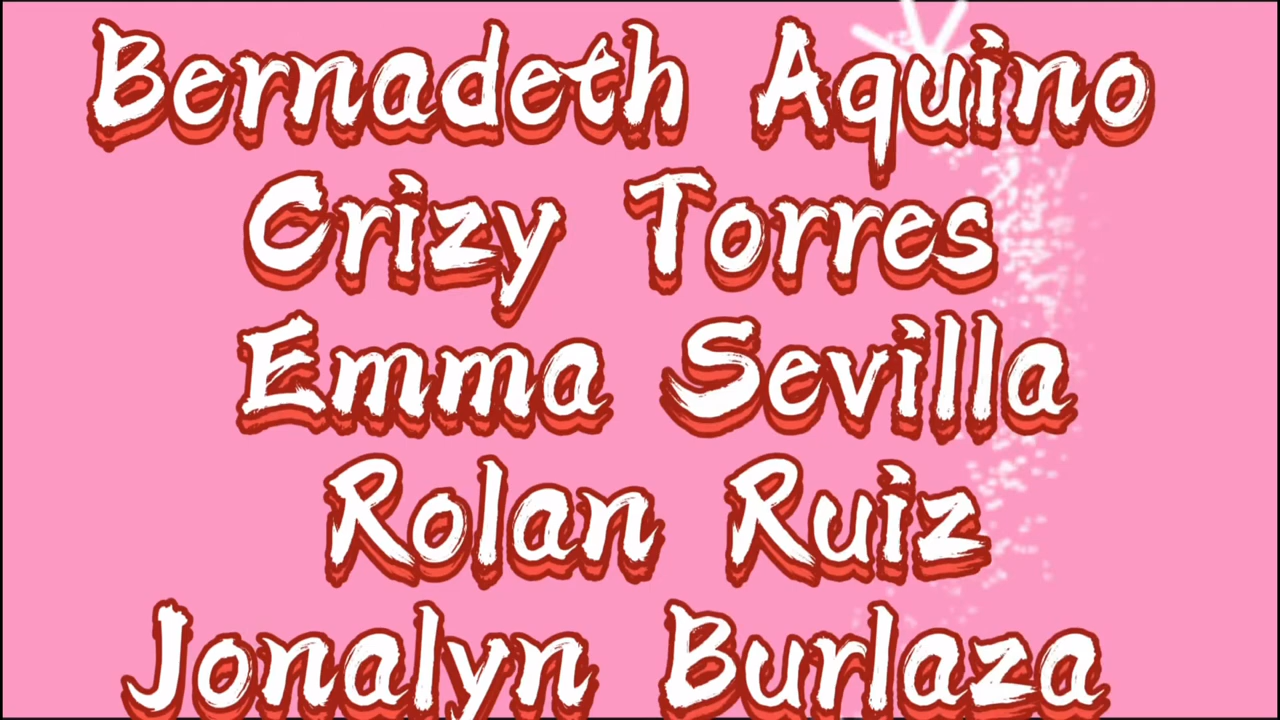 Bernadeth Aquino
Crizy Torres
Emma Sevilla
Rolan Ruiz
Jonalyn Burlaza